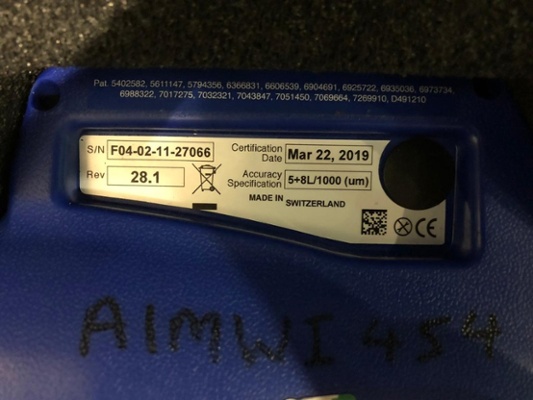 Pat. 5402582, 5611147, 5794356, 6366831, 6606539, 6904691, 6925722, 6935036, 6973734,
6988322, 7017275, 7032321, 7043847, 7051450, 7069664, 7269910, D491210
S/N F04-02-11-27066 Certification Date Mar 22, 2019
Rev 28.1 Accuracy Specification 5+8L/1000 (um)
MADE IN SWITZERLAND
CE
AIMWI454